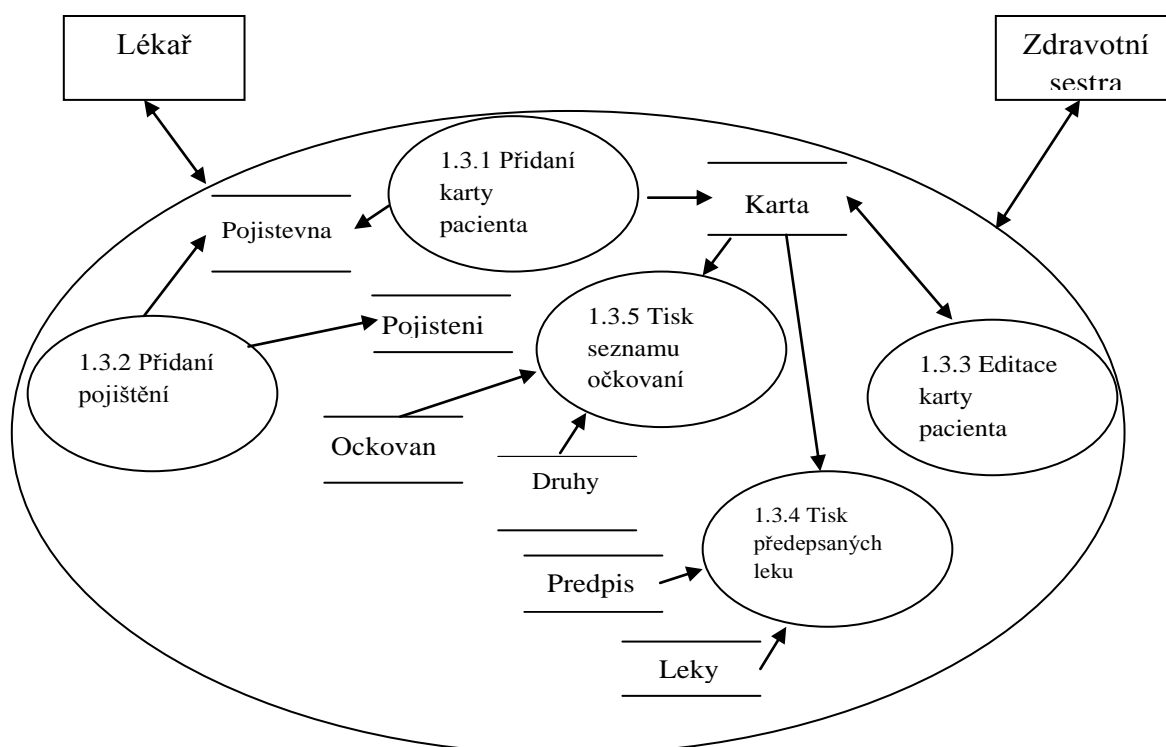 Lékař
Zdravotní
sestra
1.3.1 Přidaní
karty
pacienta
Karta
Pojistevna
Pojisteni
1.3.5 Tisk
seznamu
očkovaní
1.3.2 Přidaní
pojištění
1.3.3 Editace
karty
pacienta
Ockovan
Druhy
1.3.4 Tisk
předepsaných
leku
Predpis
Leky